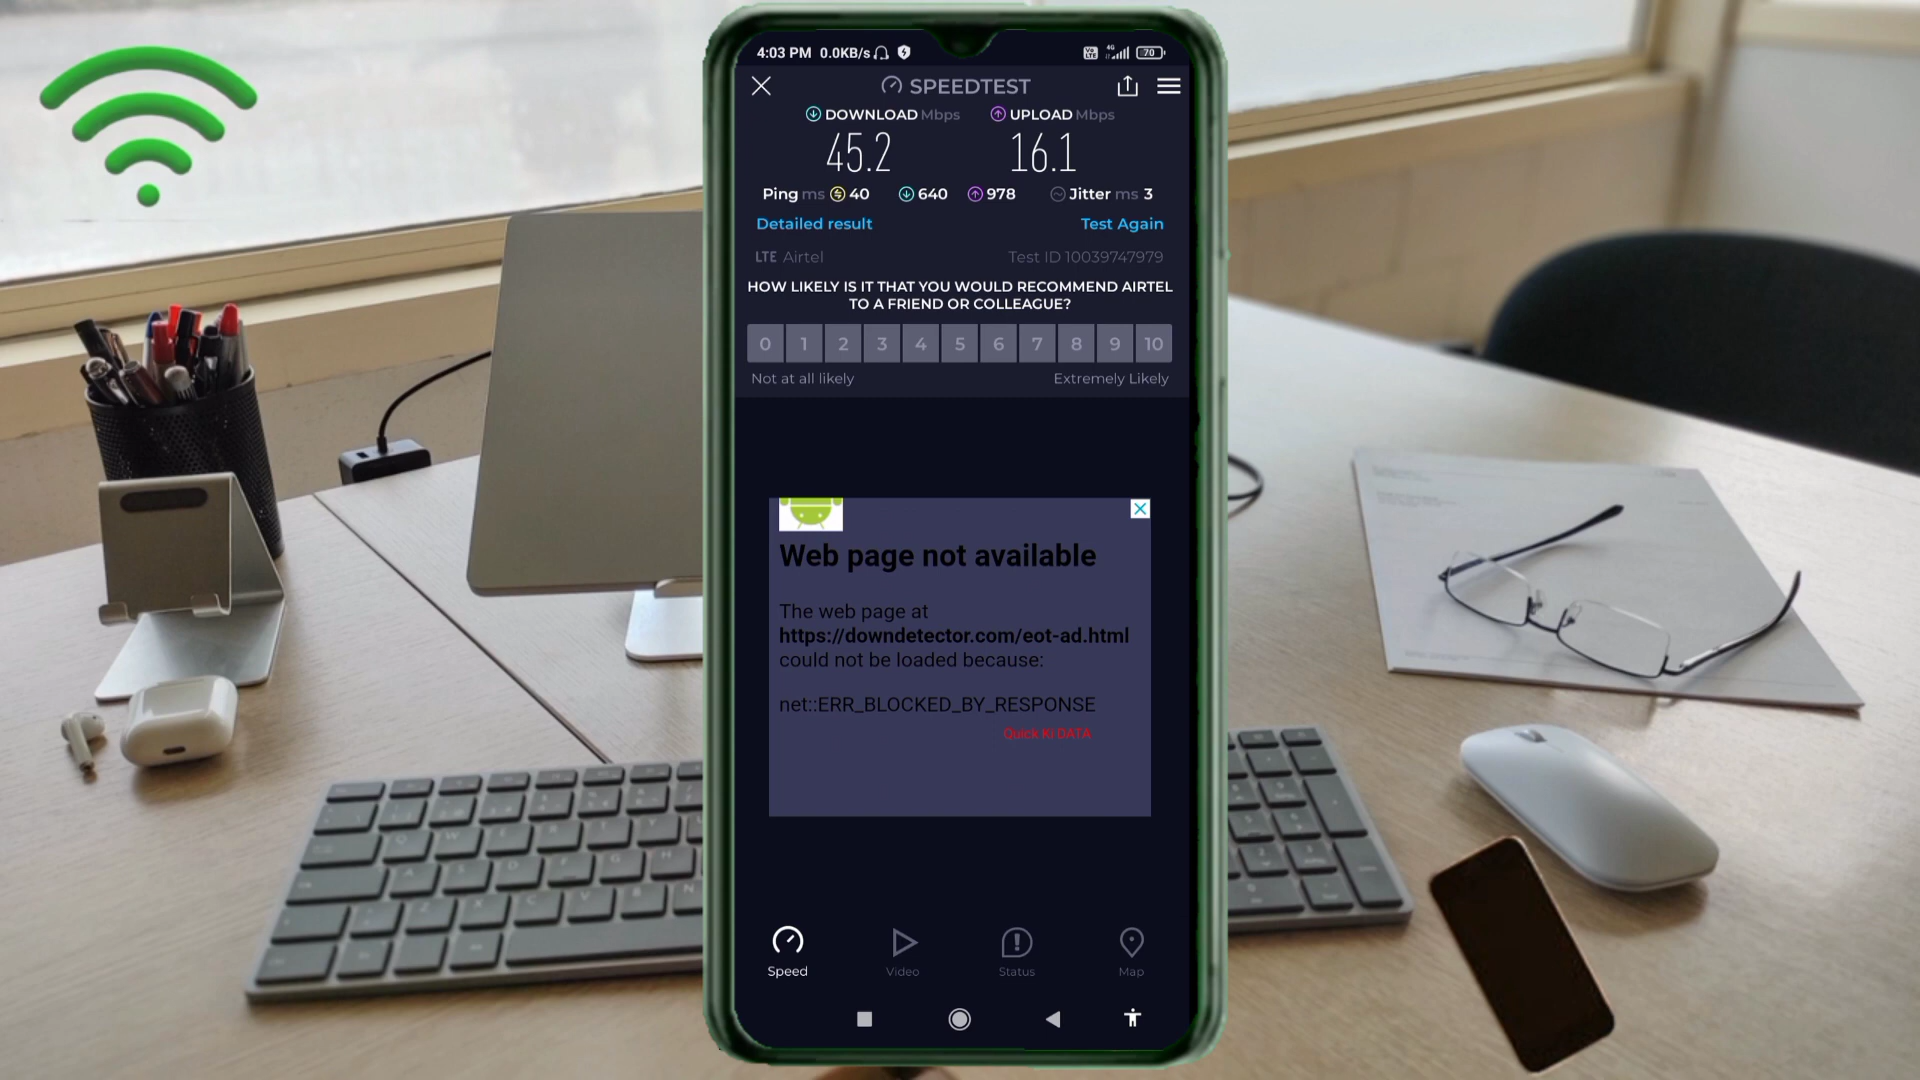 4:03 PM 0.0KB/s Vo LTE 4G 70
SPEEDTEST
DOWNLOAD Mbps UPLOAD Mbps
45.2 16.1
Ping ms 40 640 978 Jitter ms 3
Detailed result Test Again
LTE Airtel Test ID 10039747979
HOW LIKELY IS IT THAT YOU WOULD RECOMMEND AIRTEL
TO A FRIEND OR COLLEAGUE?
0 1 2 3 4 5 6 7 8 9 10
Not at all likely Extremely Likely
Web page not available
The web page at
https://downdetector.com/eot-ad.html
could not be loaded because:
net::ERR_BLOCKED_BY_RESPONSE
Quick Ki DATA
Speed Video Status Map